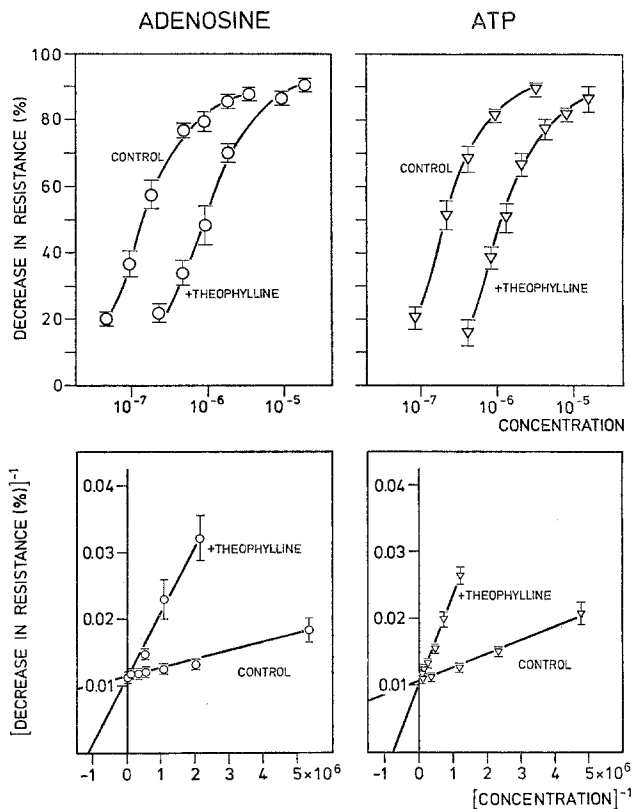 ADENOSINE
ATP
DECREASE IN RESISTANCE (%)
100
80
60
40
20
0
CONTROL
+THEOPHYLLINE
10⁻⁷
10⁻⁶
10⁻⁵
CONTROL
+THEOPHYLLINE
10⁻⁷
10⁻⁶
10⁻⁵
CONCENTRATION
[DECREASE IN RESISTANCE (%)]⁻¹
0.04
0.03
0.02
0.01
+THEOPHYLLINE
CONTROL
-1 0 1 2 3 4 5×10⁶
0.04
0.03
0.02
0.01
+THEOPHYLLINE
CONTROL
-1 0 1 2 3 4 5×10⁶
[CONCENTRATION]⁻¹